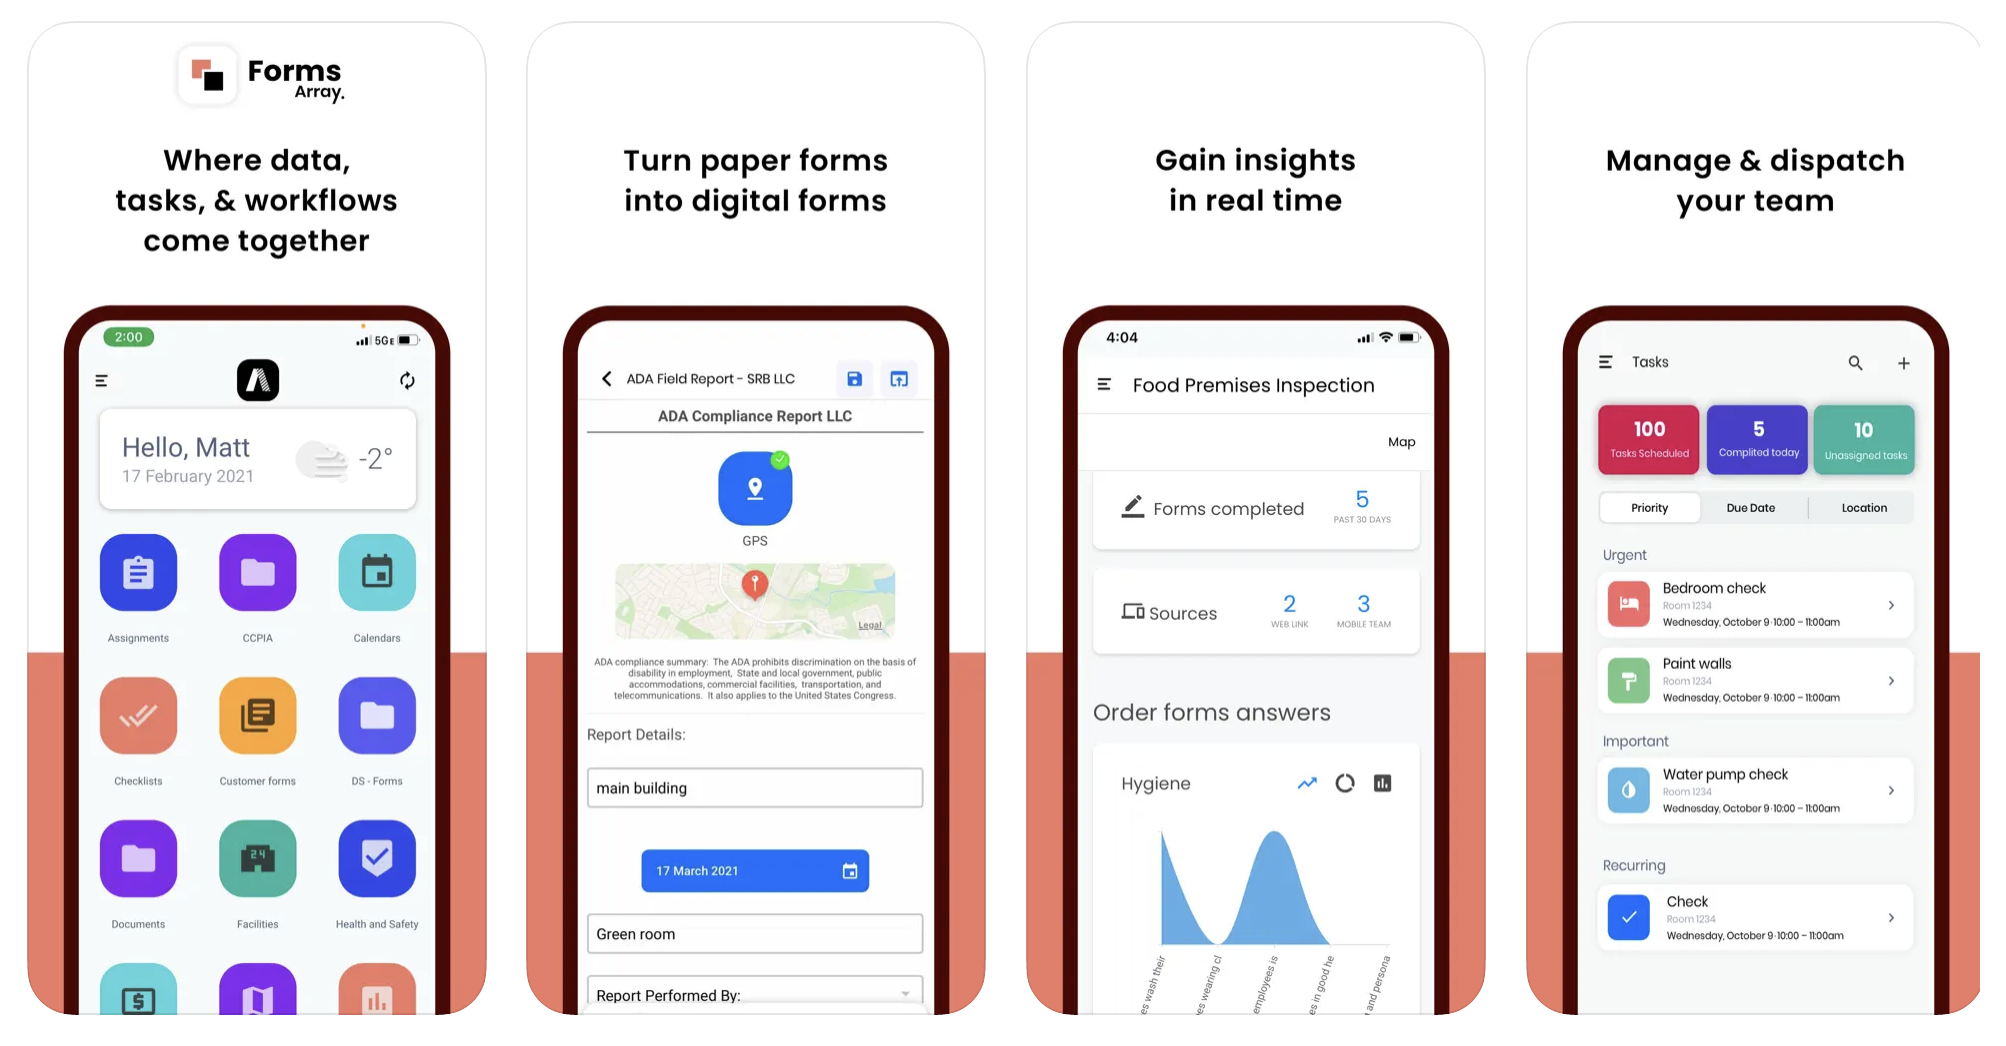 Forms
Array.
Where data,
tasks, & workflows
come together
2:00
5GE
Hello, Matt
17 February 2021
-2°
Assignments
CCPIA
Calendars
Checklists
Customer forms
DS - Forms
24
Documents
Facilities
Health and Safety
Turn paper forms
into digital forms
ADA Field Report - SRB LLC
ADA Compliance Report LLC
GPS
Legal
ADA compliance summary: The ADA prohibits discrimination on the basis of
disability in employment, State and local government, public
accommodations, commercial facilities, transportation, and
telecommunications. It also applies to the United States Congress.
Report Details:
main building
17 March 2021
Green room
Report Performed By:
Gain insights
in real time
4:04
Food Premises Inspection
Map
Forms completed
5
PAST 30 DAYS
Sources
2
WEB LINK
3
MOBILE TEAM
Order forms answers
Hygiene
es wash their
es wearing cl
employees is
es in good he
and persona
Manage & dispatch
your team
Tasks
100
Tasks Scheduled
5
Complited today
10
Unassigned tasks
Priority
Due Date
Location
Urgent
Bedroom check
Room 1234
Wednesday, October 9·10:00 – 11:00am
Paint walls
Room 1234
Wednesday, October 9·10:00 – 11:00am
Important
Water pump check
Room 1234
Wednesday, October 9·10:00 – 11:00am
Recurring
Check
Room 1234
Wednesday, October 9·10:00 – 11:00am